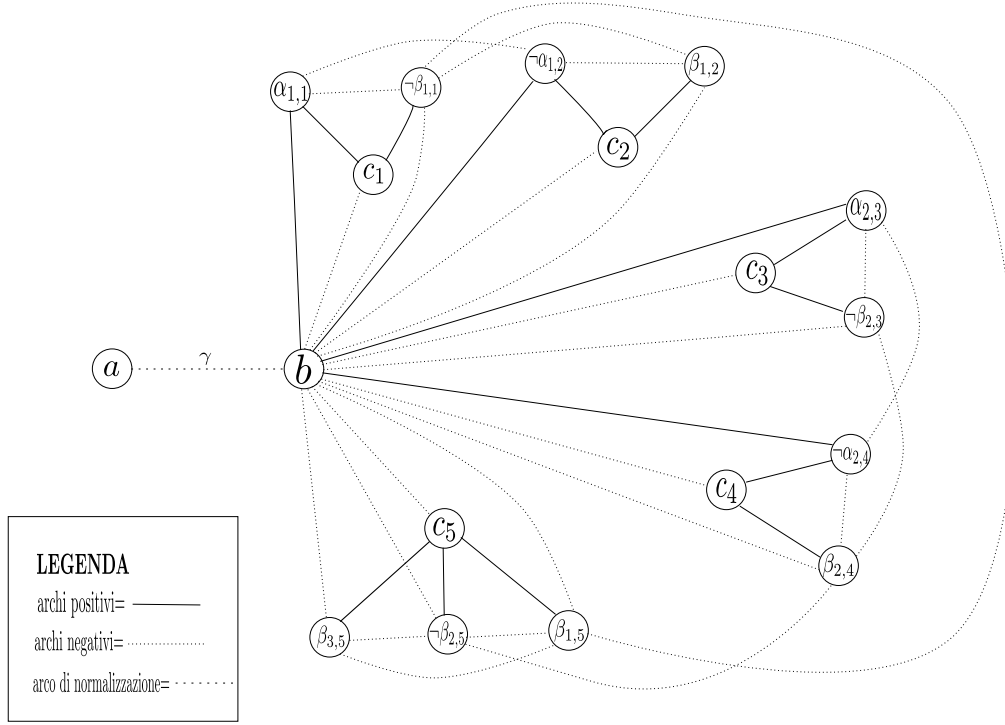 α1,1
¬β1,1
¬α1,2
β1,2
c1
c2
α2,3
c3
¬β2,3
a
γ
b
¬α2,4
c4
c5
β2,4
β3,5
¬β2,5
β1,5
LEGENDA
archi positivi=
archi negativi=
arco di normalizzazione=